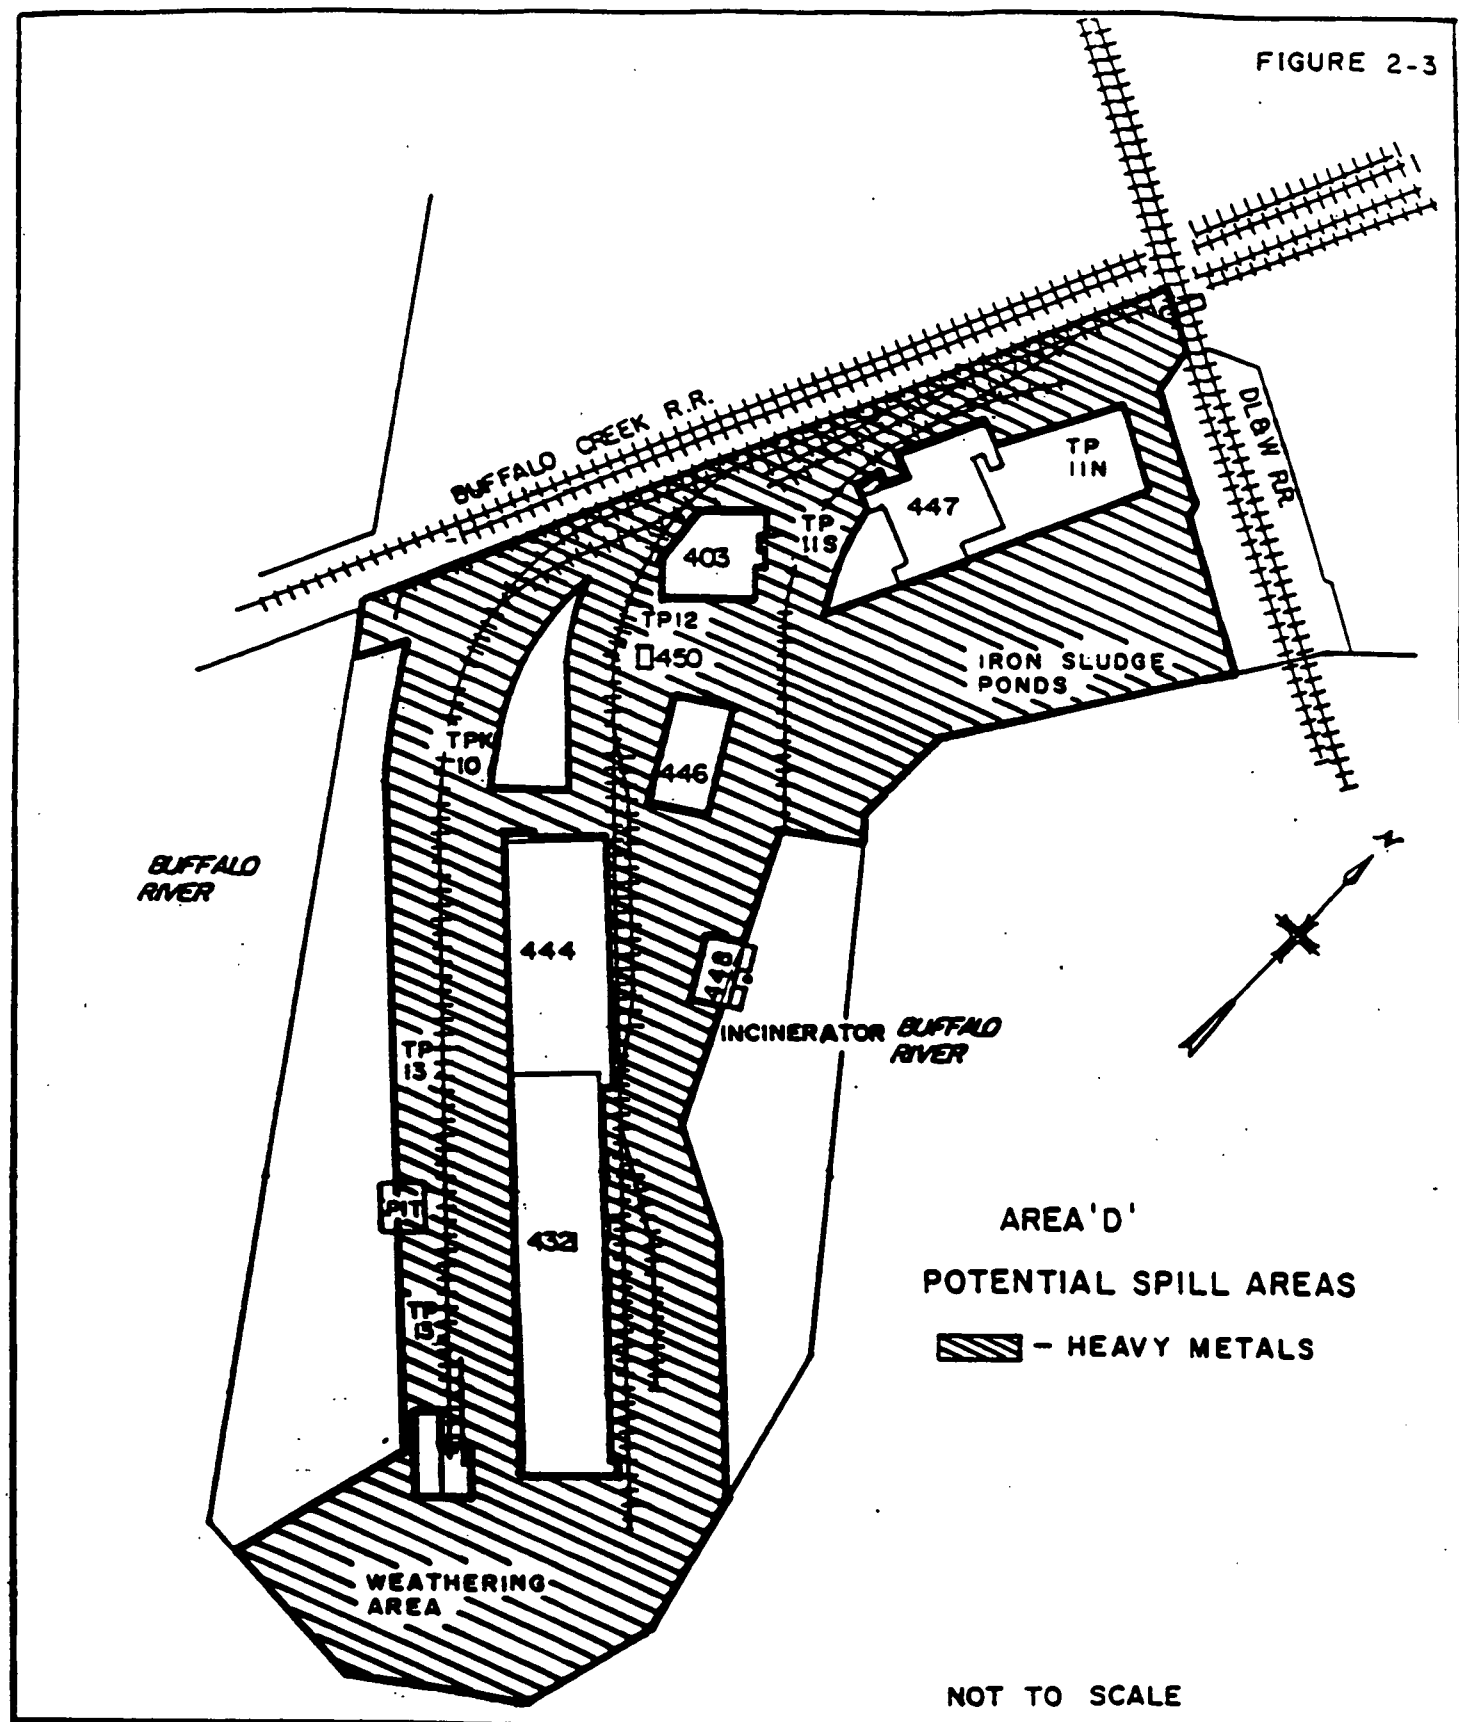 FIGURE 2-3
BUFFALO CREEK R.R.
DL&W RR.
TP
11N
447
TP
11S
403
TP12
450
IRON SLUDGE
PONDS
TPK
10
446
BUFFALO
RIVER
444
448
INCINERATOR
BUFFALO
RIVER
TP
13
PIT
432
TP
13
AREA 'D'
POTENTIAL SPILL AREAS
- HEAVY METALS
WEATHERING
AREA
NOT TO SCALE
N